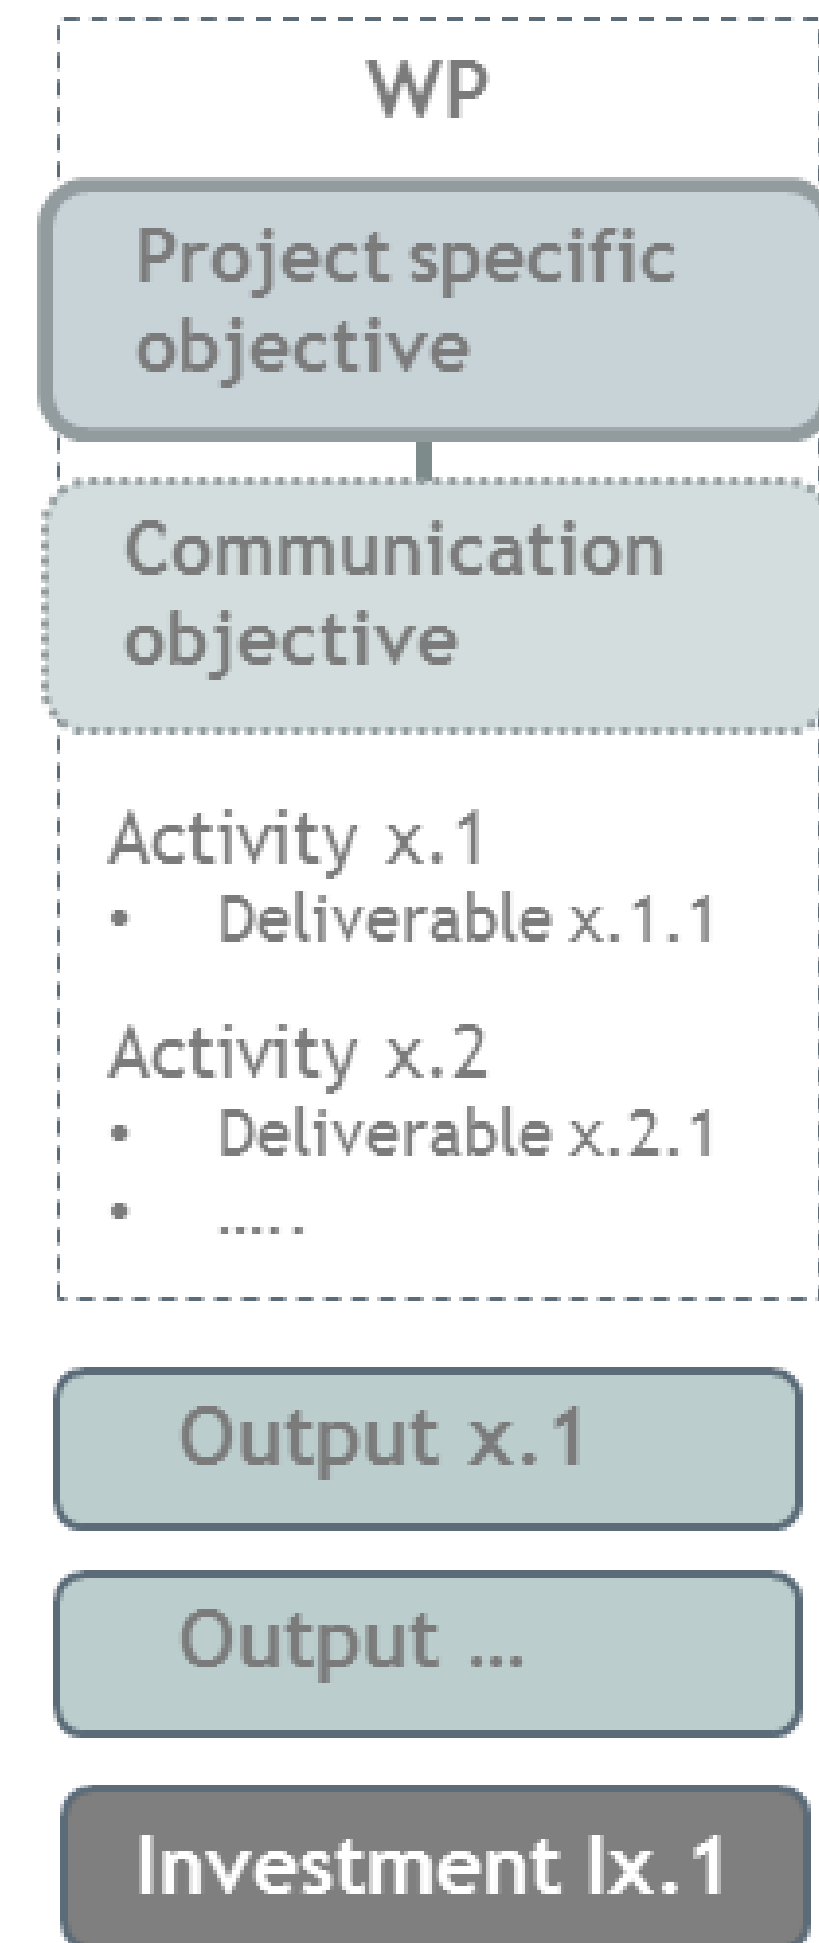 WP
Project specific
objective
Communication
objective
Activity x.1
• Deliverable x.1.1
Activity x.2
• Deliverable x.2.1
• .....
Output x.1
Output ...
Investment Ix.1